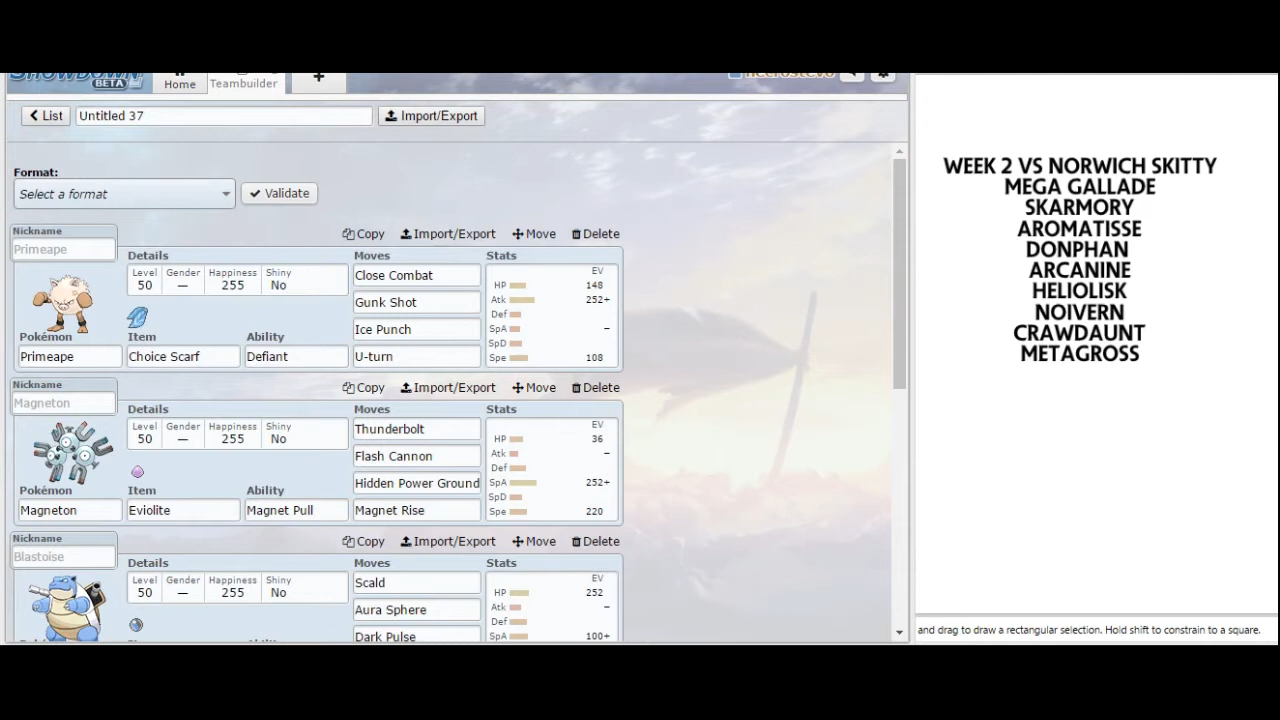 SHOWDOWN
BETA
Home
Teambuilder
+
List
Untitled 37
Import/Export
Format:
Select a format
Validate
Copy Import/Export Move Delete
Nickname
Primeape
Details
Level Gender Happiness Shiny
50 — 255 No
Pokémon Item Ability
Primeape Choice Scarf Defiant
Moves
Close Combat
Gunk Shot
Ice Punch
U-turn
Stats
EV
HP 148
Atk 252+
Def
SpA –
SpD
Spe 108
Copy Import/Export Move Delete
Nickname
Magneton
Details
Level Gender Happiness Shiny
50 — 255 No
Pokémon Item Ability
Magneton Eviolite Magnet Pull
Moves
Thunderbolt
Flash Cannon
Hidden Power Ground
Magnet Rise
Stats
EV
HP 36
Atk –
Def
SpA 252+
SpD
Spe 220
Copy Import/Export Move Delete
Nickname
Blastoise
Details
Level Gender Happiness Shiny
50 — 255 No
Moves
Scald
Aura Sphere
Dark Pulse
Stats
EV
HP 252
Atk –
Def
SpA 100+
WEEK 2 VS NORWICH SKITTY
MEGA GALLADE
SKARMORY
AROMATISSE
DONPHAN
ARCANINE
HELIOLISK
NOIVERN
CRAWDAUNT
METAGROSS
and drag to draw a rectangular selection. Hold shift to constrain to a square.